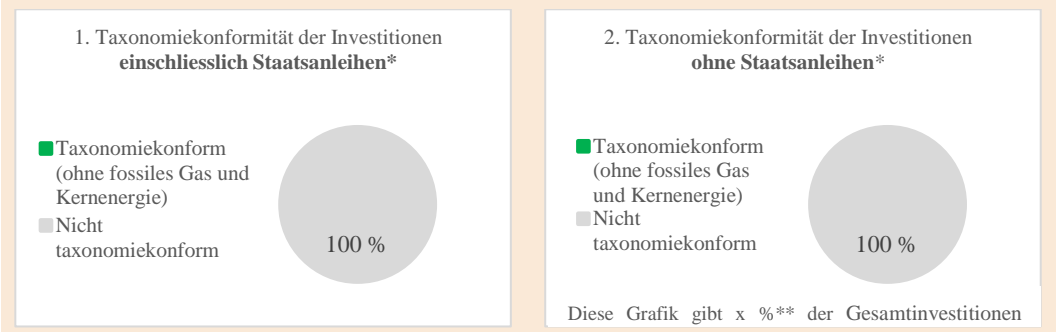 1. Taxonomiekonformität der Investitionen
einschliesslich Staatsanleihen*
Taxonomiekonform
(ohne fossiles Gas und
Kernenergie)
Nicht
taxonomiekonform
100 %
2. Taxonomiekonformität der Investitionen
ohne Staatsanleihen*
Taxonomiekonform
(ohne fossiles Gas
und Kernenergie)
Nicht
taxonomiekonform
100 %
Diese Grafik gibt x %** der Gesamtinvestitionen